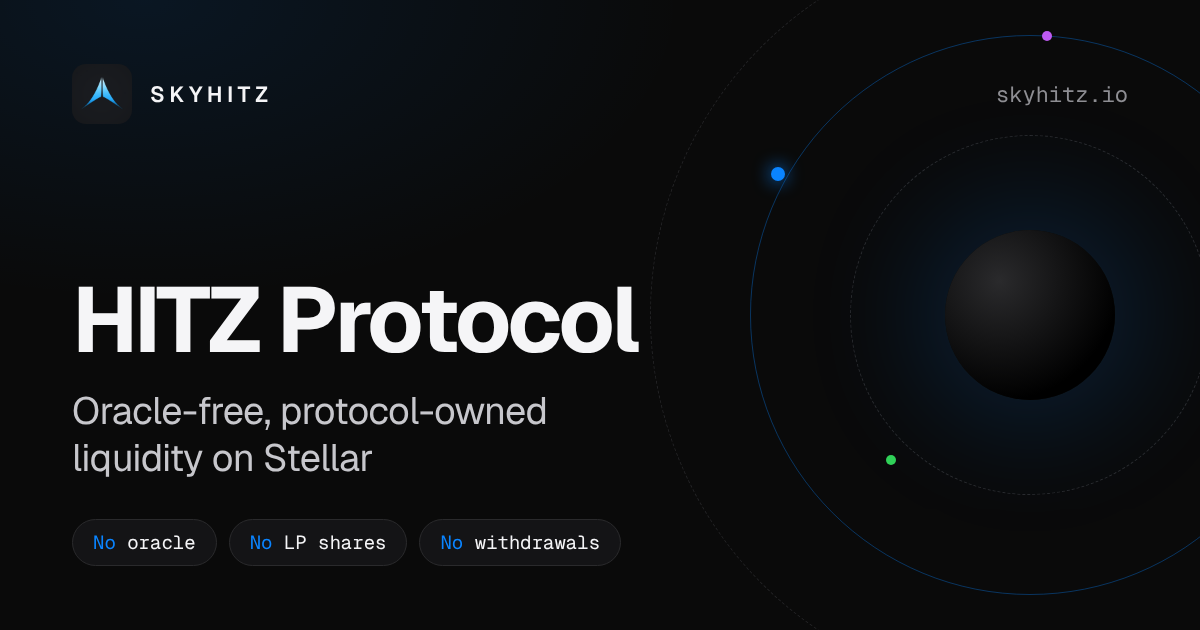 SKYHITZ
skyhitz.io
HITZ Protocol
Oracle-free, protocol-owned
liquidity on Stellar
No oracle
No LP shares
No withdrawals